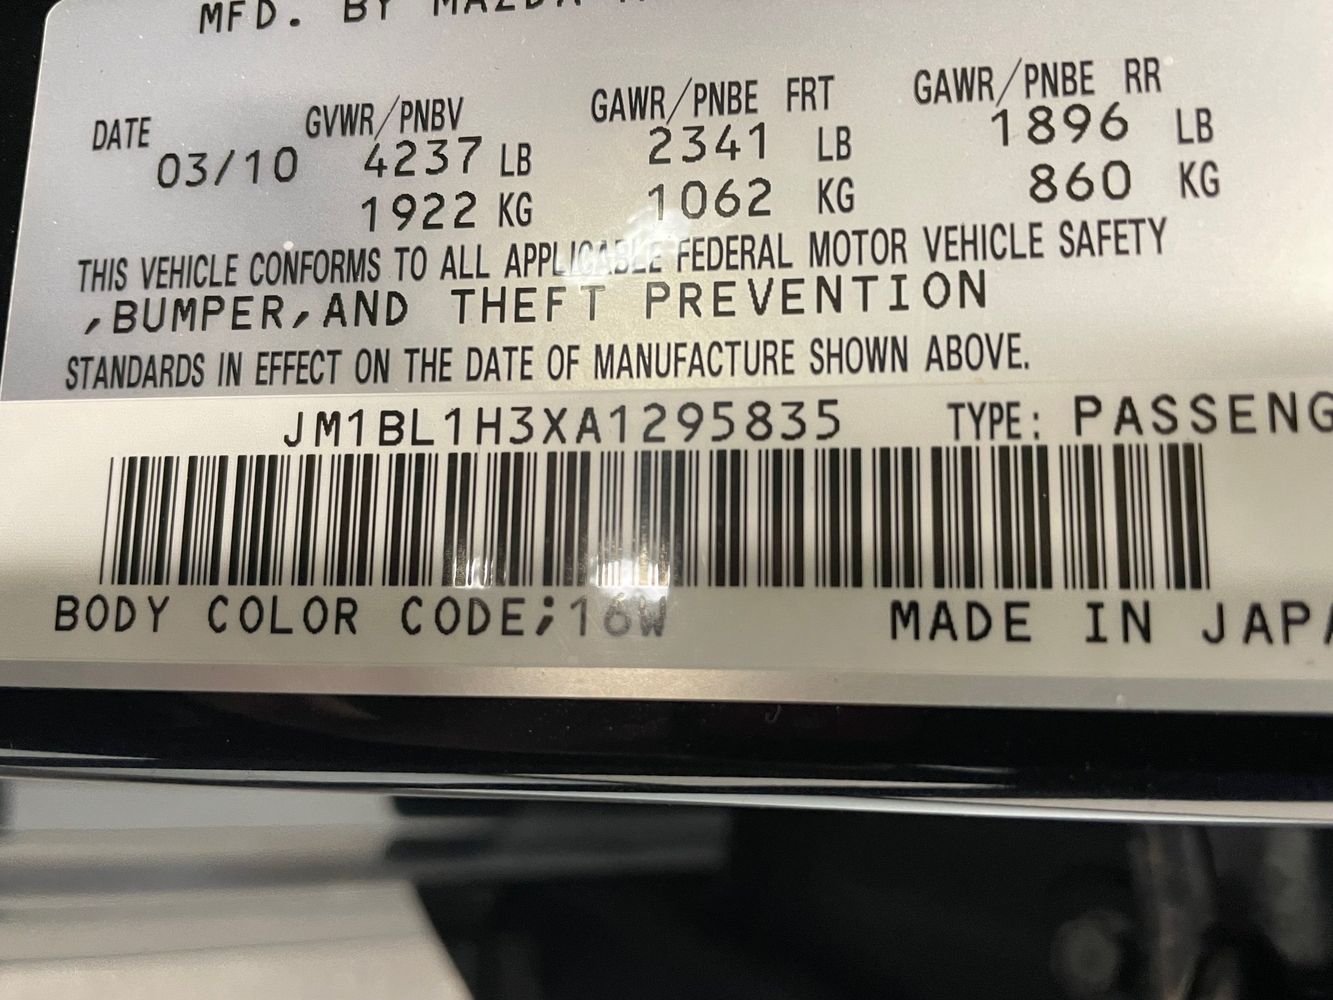 MFD. BY MAZDA
DATE GVWR/PNBV GAWR/PNBE FRT GAWR/PNBE RR
03/10 4237 LB 2341 LB 1896 LB
1922 KG 1062 KG 860 KG
THIS VEHICLE CONFORMS TO ALL APPLICABLE FEDERAL MOTOR VEHICLE SAFETY
,BUMPER,AND THEFT PREVENTION
STANDARDS IN EFFECT ON THE DATE OF MANUFACTURE SHOWN ABOVE.
JM1BL1H3XA1295835 TYPE: PASSENG
BODY COLOR CODE;16W MADE IN JAPA